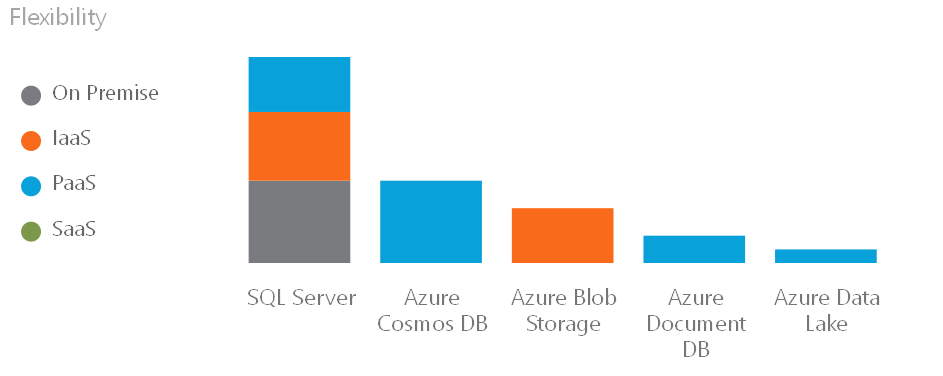 Flexibility
On Premise
IaaS
PaaS
SaaS
SQL Server
Azure
Cosmos DB
Azure Blob
Storage
Azure
Document
DB
Azure Data
Lake